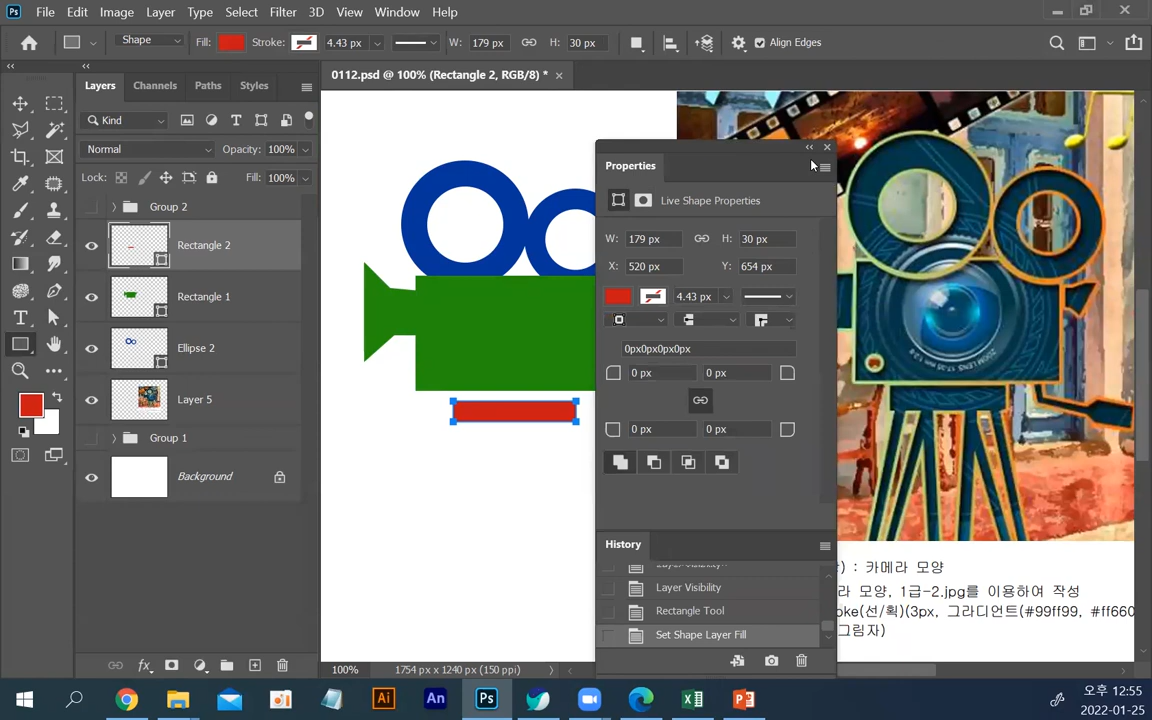 Ps File Edit Image Layer Type Select Filter 3D View Window Help
Shape Fill: Stroke: 4.43 px W: 179 px H: 30 px Align Edges
Layers Channels Paths Styles
0112.psd @ 100% (Rectangle 2, RGB/8) * ×
Kind
Normal Opacity: 100%
Lock: Fill: 100%
Group 2
Rectangle 2
Rectangle 1
Ellipse 2
Layer 5
Group 1
Background
Properties
Live Shape Properties
W: 179 px H: 30 px
X: 520 px Y: 654 px
4.43 px
0px0px0px0px
0 px 0 px
0 px 0 px
History
Layer Visibility
Layer Visibility
Rectangle Tool
Set Shape Layer Fill
) : 카메라 모양
라 모양, 1급-2.jpg를 이용하여 작성
oke(선/획)(3px, 그라디언트(#99ff99, #ff660
그림자)
100% 1754 px x 1240 px (150 ppi)
Ai An Ps
오후 12:55
2022-01-25